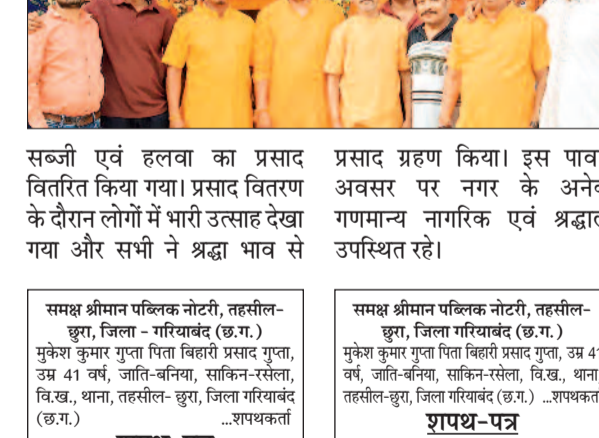 सब्जी एवं हलवा का प्रसाद
वितरित किया गया। प्रसाद वितरण
के दौरान लोगों में भारी उत्साह देखा
गया और सभी ने श्रद्धा भाव से
प्रसाद ग्रहण किया। इस
अवसर पर नगर के
गणमान्य नागरिक एवं
उपस्थित रहे।
समक्ष श्रीमान पब्लिक नोटरी, तहसील-
छुरा, जिला - गरियाबंद (छ.ग.)
मुकेश कुमार गुप्ता पिता बिहारी प्रसाद गुप्ता,
उम्र 41 वर्ष, जाति-बनिया, साकिन-रसेला,
वि.ख., थाना, तहसील- छुरा, जिला गरियाबंद
(छ.ग.) ...शपथकर्ता
समक्ष श्रीमान पब्लिक नोटरी, तहसील-
छुरा, जिला गरियाबंद (छ.ग.)
मुकेश कुमार गुप्ता पिता बिहारी प्रसाद गुप्ता, उम्र 41
वर्ष, जाति-बनिया, साकिन-रसेला, वि.ख., थाना,
तहसील-छुरा, जिला गरियाबंद (छ.ग.) ...शपथकर्ता
शपथ-पत्र